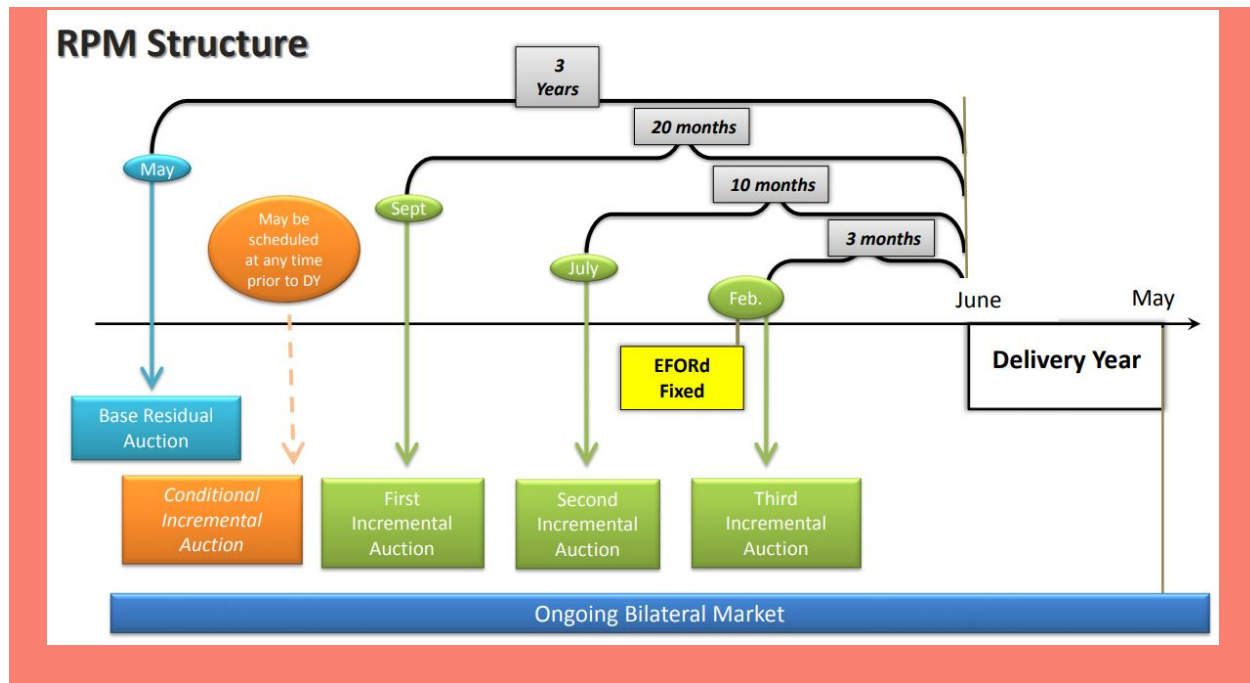 RPM Structure
3
Years
20 months
May
10 months
Sept
May be
scheduled
at any time
prior to DY
3 months
July
Feb.
June
May
EFORd
Fixed
Delivery Year
Base Residual
Auction
Conditional
Incremental
Auction
First
Incremental
Auction
Second
Incremental
Auction
Third
Incremental
Auction
Ongoing Bilateral Market